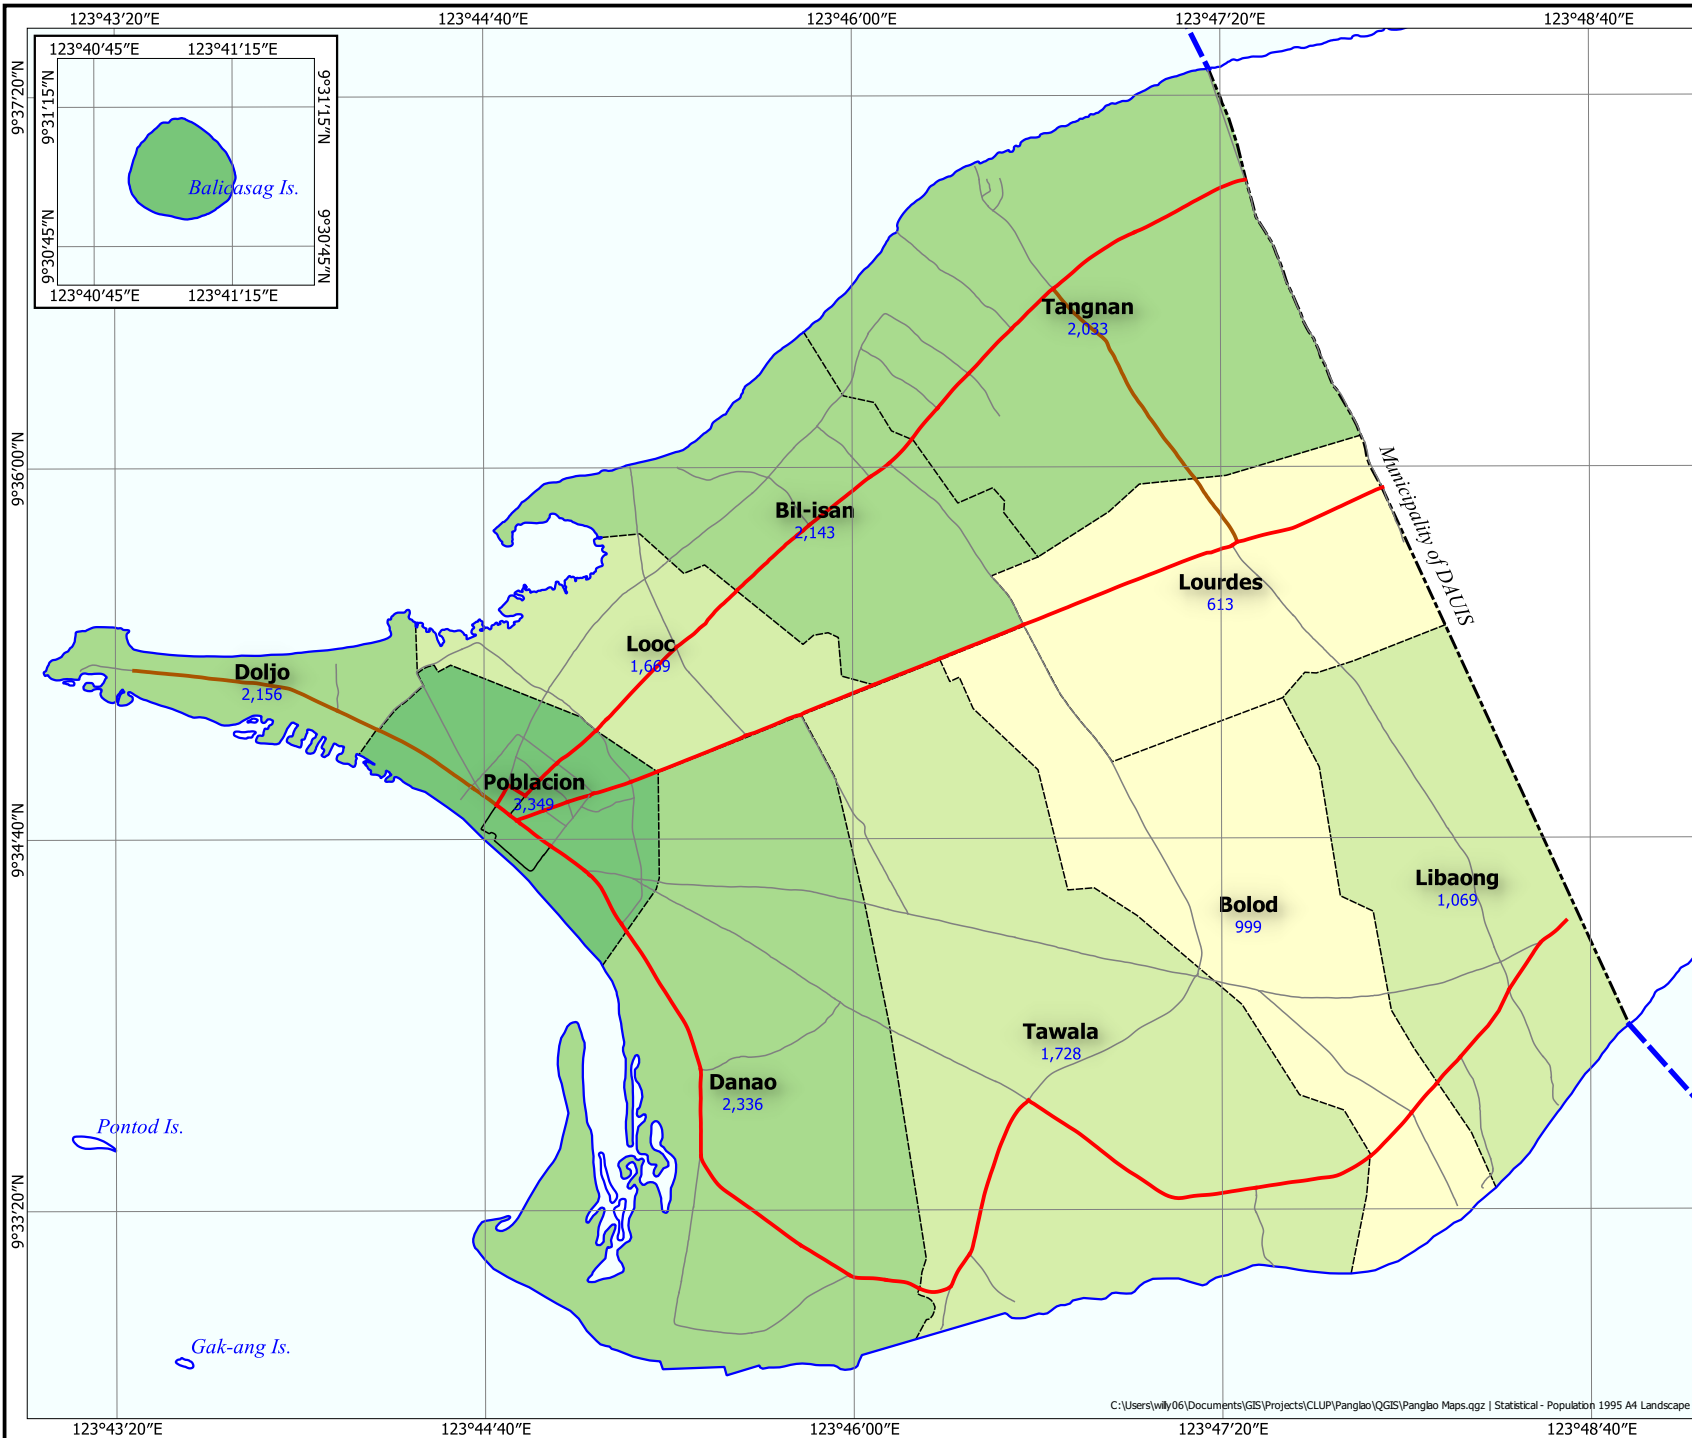 123°43′20″E
123°44′40″E
123°46′00″E
123°47′20″E
123°48′40″E
123°40′45″E
123°41′15″E
9°31′15″N
9°31′15″N
Balicasag Is.
9°30′45″N
9°30′45″N
123°40′45″E
123°41′15″E
9°37′20″N
9°36′00″N
9°34′40″N
9°33′20″N
Tangnan
2,033
Municipality of DAUIS
Bil-isan
2,143
Lourdes
613
Looc
1,669
Doljo
2,156
Poblacion
3,349
Libaong
1,069
Bolod
999
Tawala
1,728
Danao
2,336
Pontod Is.
Gak-ang Is.
C:\Users\willy06\Documents\GIS\Projects\CLUP\Panglao\QGIS\Panglao Maps.qgz | Statistical - Population 1995 A4 Landscape
123°43′20″E
123°44′40″E
123°46′00″E
123°47′20″E
123°48′40″E